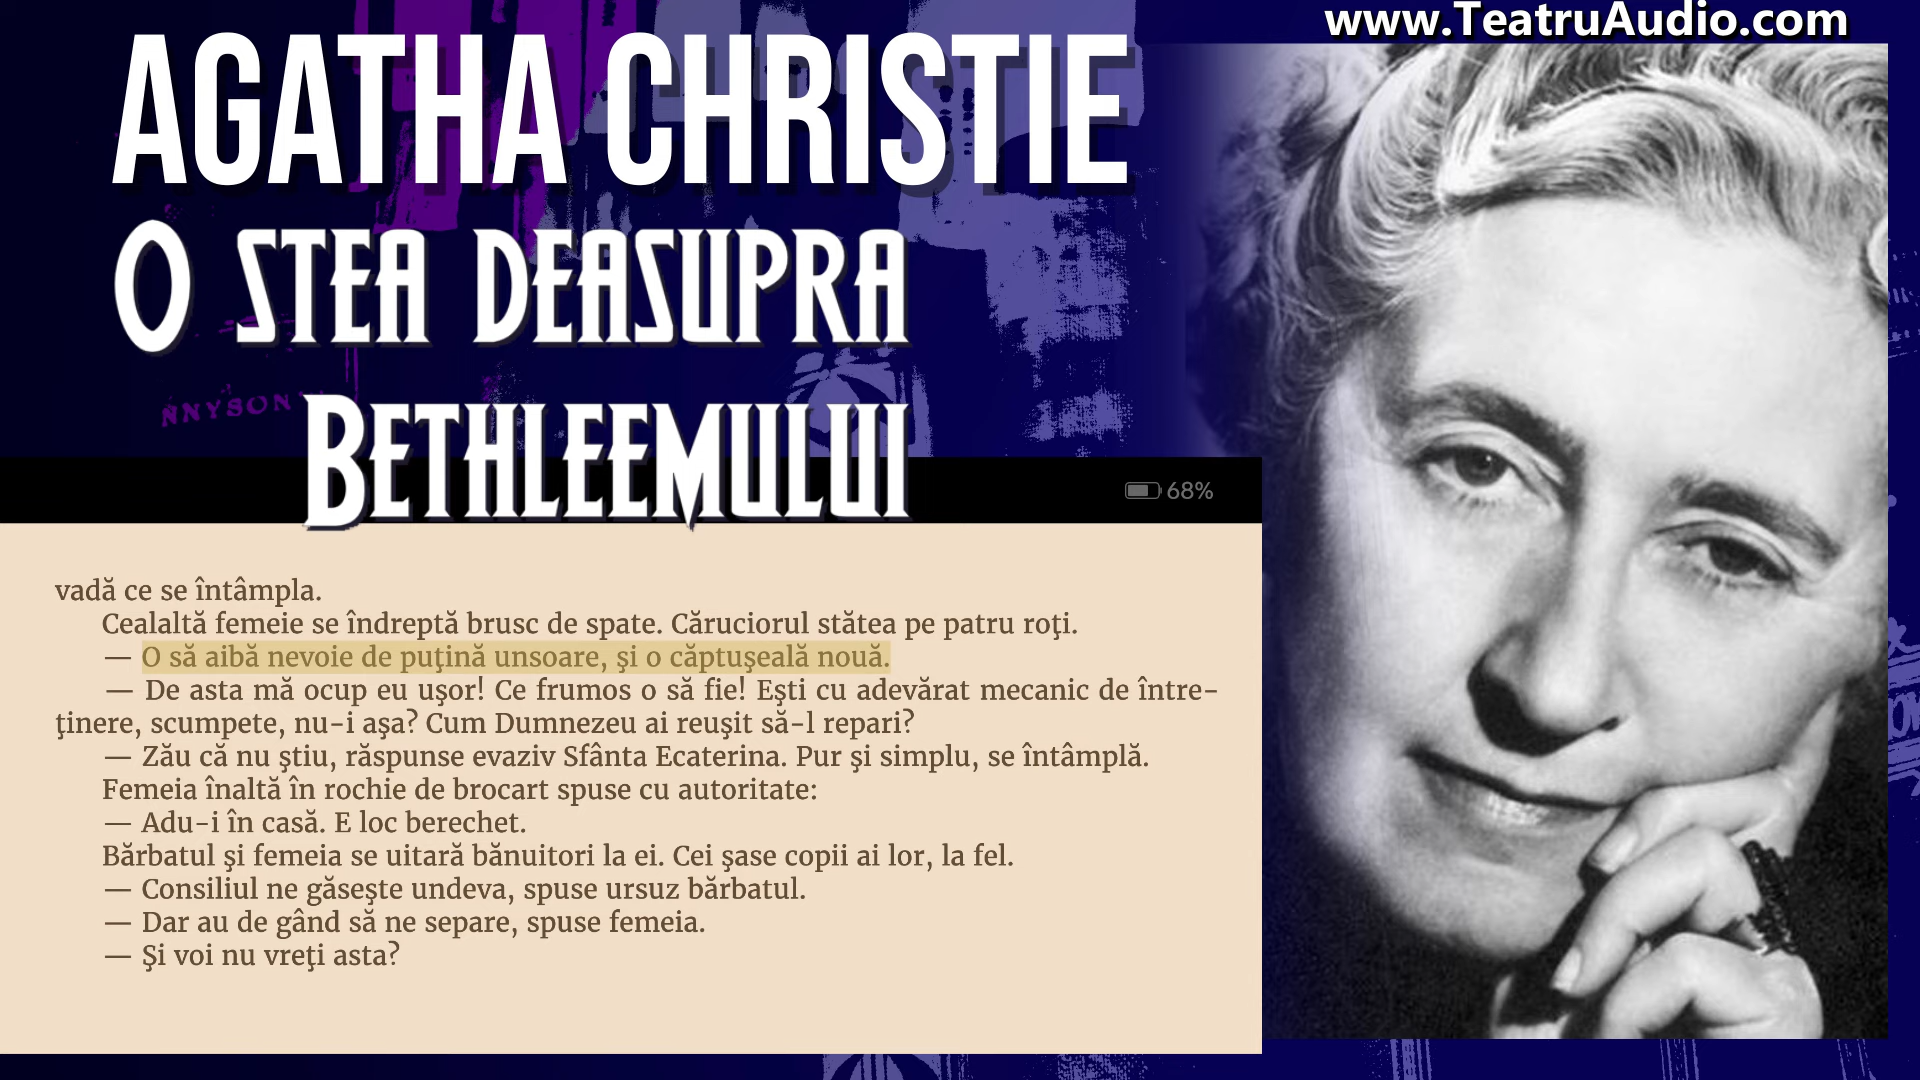 www.TeatruAudio.com
AGATHA CHRISTIE
O STEA DEASUPRA
BETHLEEMULUI
NNYSON
68%
vadă ce se întâmpla.
Cealaltă femeie se îndreptă brusc de spate. Căruciorul stătea pe patru roţi.
— O să aibă nevoie de puţină unsoare, şi o căptuşeală nouă.
— De asta mă ocup eu uşor! Ce frumos o să fie! Eşti cu adevărat mecanic de între-
ţinere, scumpete, nu-i aşa? Cum Dumnezeu ai reuşit să-l repari?
— Zău că nu ştiu, răspunse evaziv Sfânta Ecaterina. Pur şi simplu, se întâmplă.
Femeia înaltă în rochie de brocart spuse cu autoritate:
— Adu-i în casă. E loc berechet.
Bărbatul şi femeia se uitară bănuitori la ei. Cei şase copii ai lor, la fel.
— Consiliul ne găseşte undeva, spuse ursuz bărbatul.
— Dar au de gând să ne separe, spuse femeia.
— Şi voi nu vreţi asta?